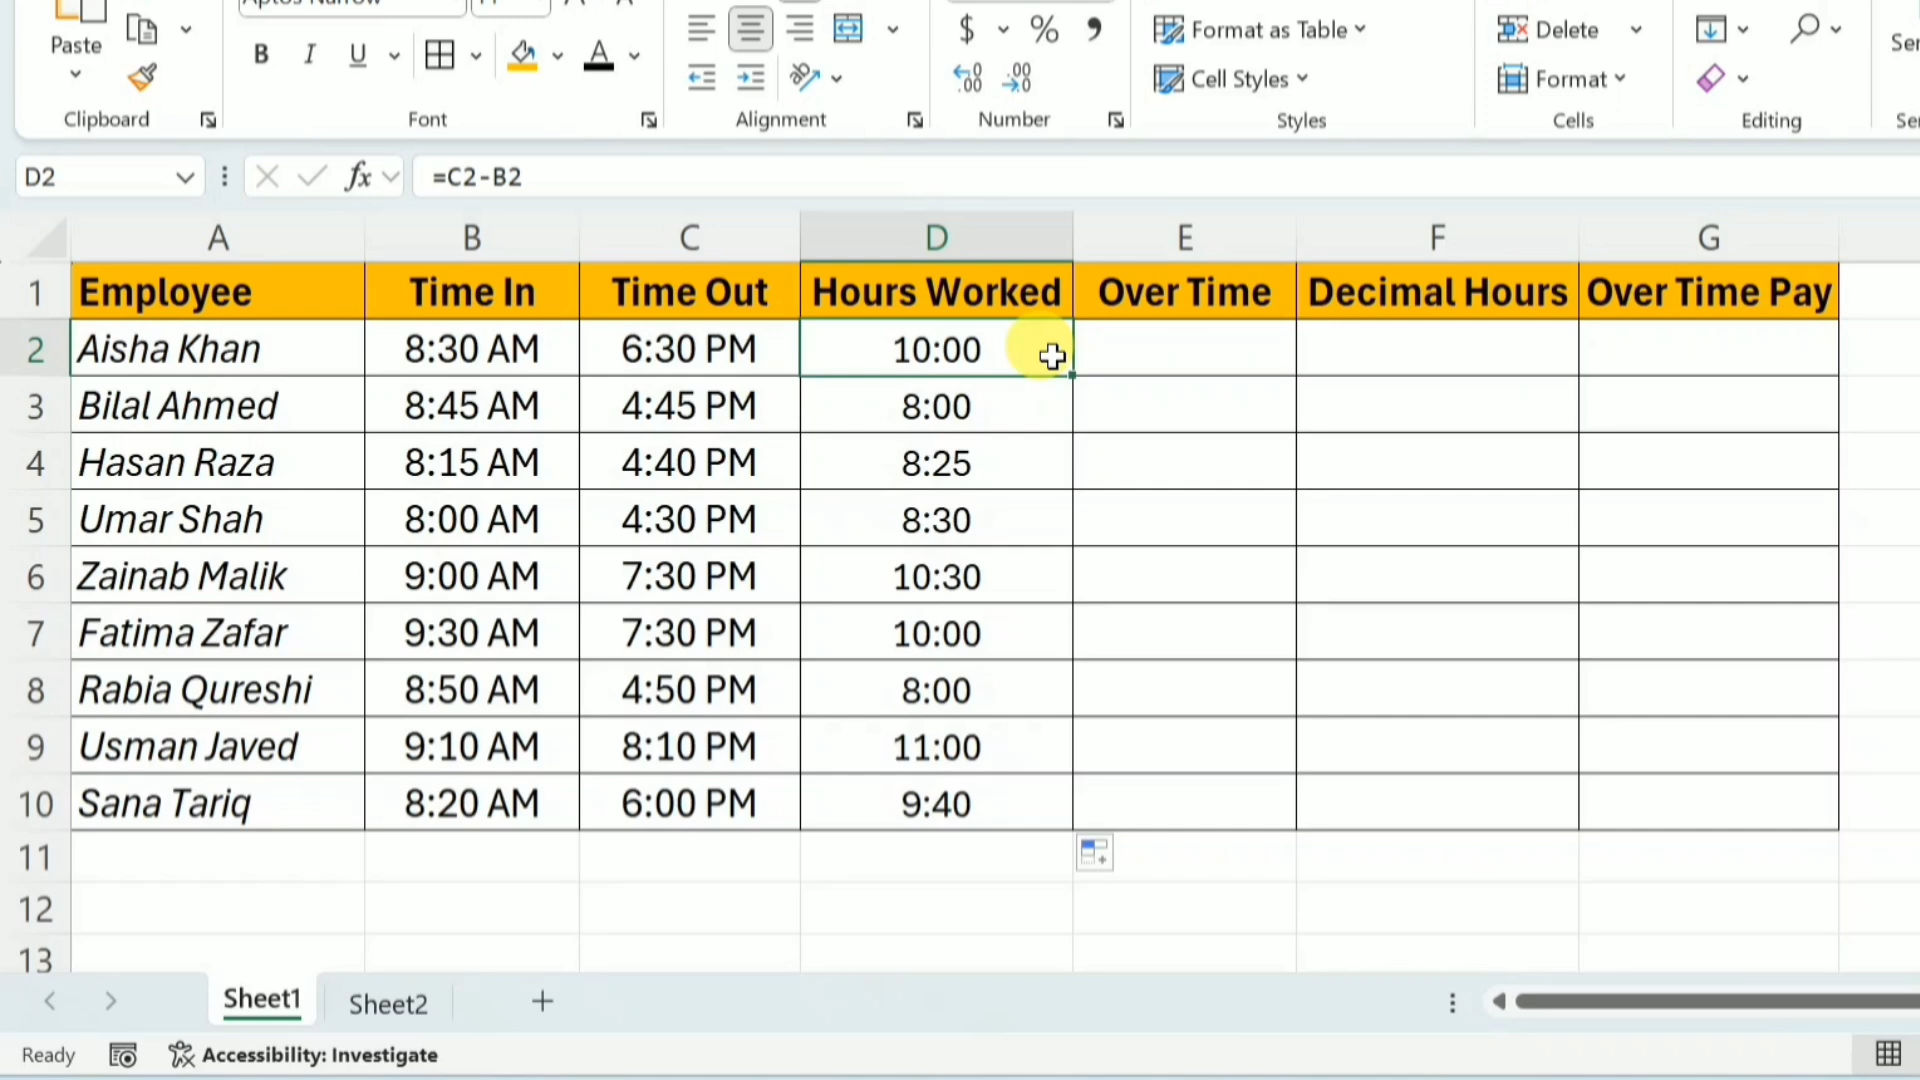 Paste
B I U A
$ % ,
Format as Table
Cell Styles
Delete
Format
Clipboard Font Alignment Number Styles Cells Editing
D2 fx =C2-B2
A B C D E F G
1 Employee Time In Time Out Hours Worked Over Time Decimal Hours Over Time Pay
2 Aisha Khan 8:30 AM 6:30 PM 10:00
3 Bilal Ahmed 8:45 AM 4:45 PM 8:00
4 Hasan Raza 8:15 AM 4:40 PM 8:25
5 Umar Shah 8:00 AM 4:30 PM 8:30
6 Zainab Malik 9:00 AM 7:30 PM 10:30
7 Fatima Zafar 9:30 AM 7:30 PM 10:00
8 Rabia Qureshi 8:50 AM 4:50 PM 8:00
9 Usman Javed 9:10 AM 8:10 PM 11:00
10 Sana Tariq 8:20 AM 6:00 PM 9:40
11
12
13
Sheet1 Sheet2
Ready Accessibility: Investigate